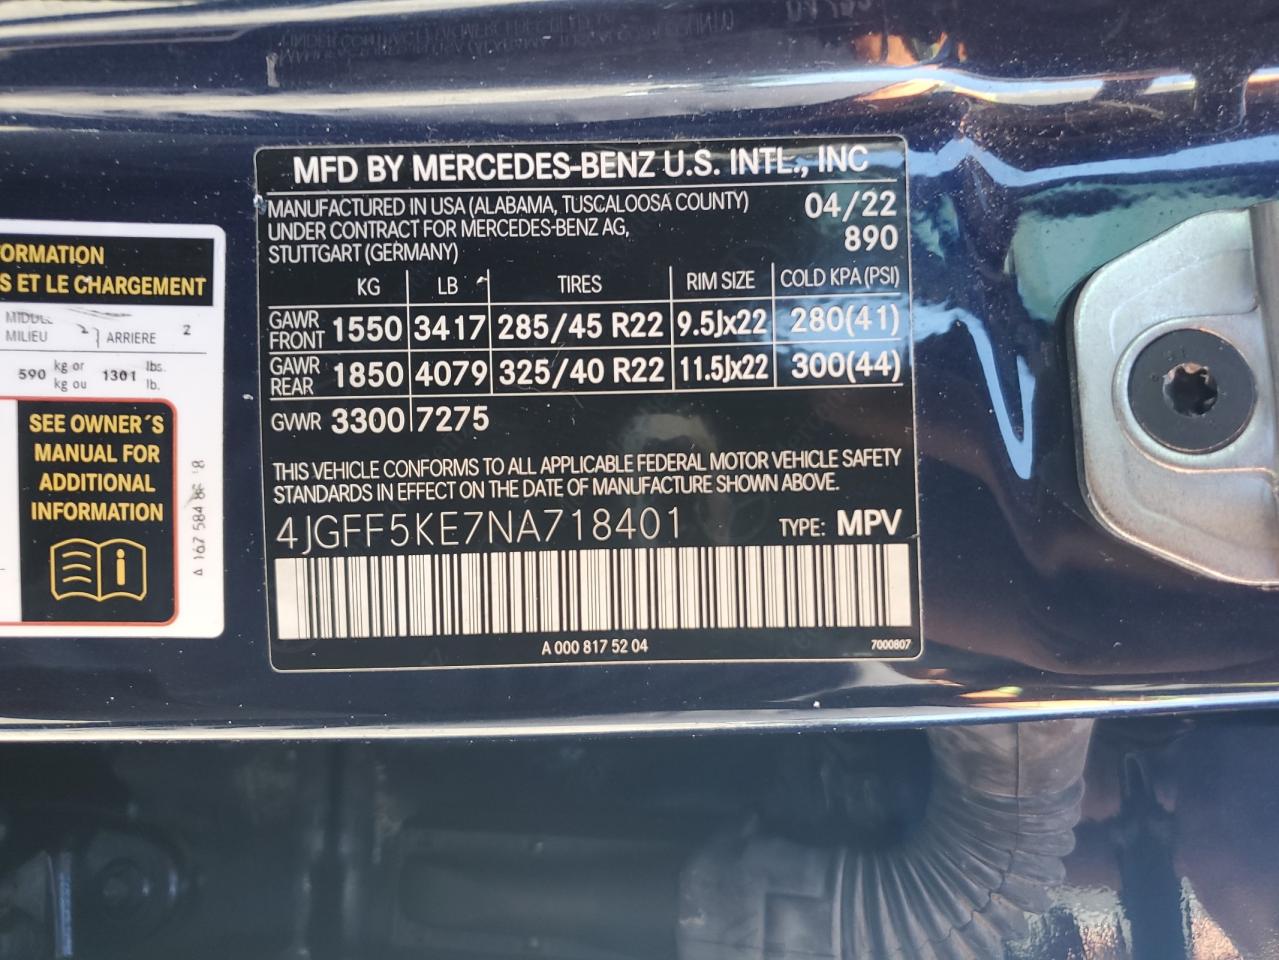 MFD BY MERCEDES-BENZ U.S. INTL., INC
MANUFACTURED IN USA (ALABAMA, TUSCALOOSA COUNTY) 04/22
UNDER CONTRACT FOR MERCEDES-BENZ AG, 890
STUTTGART (GERMANY)
KG LB TIRES RIM SIZE COLD KPA (PSI)
GAWR FRONT 1550 3417 285/45 R22 9.5Jx22 280(41)
GAWR REAR 1850 4079 325/40 R22 11.5Jx22 300(44)
GVWR 3300 7275
THIS VEHICLE CONFORMS TO ALL APPLICABLE FEDERAL MOTOR VEHICLE SAFETY
STANDARDS IN EFFECT ON THE DATE OF MANUFACTURE SHOWN ABOVE.
4JGFF5KE7NA718401 TYPE: MPV
A 000 817 52 04 7000807
ORMATION
S ET LE CHARGEMENT
MIDDLE
MILIEU ARRIERE 2
590 kg or 1301 lbs.
kg ou lb.
SEE OWNER´S
MANUAL FOR
ADDITIONAL
INFORMATION
A 167 584